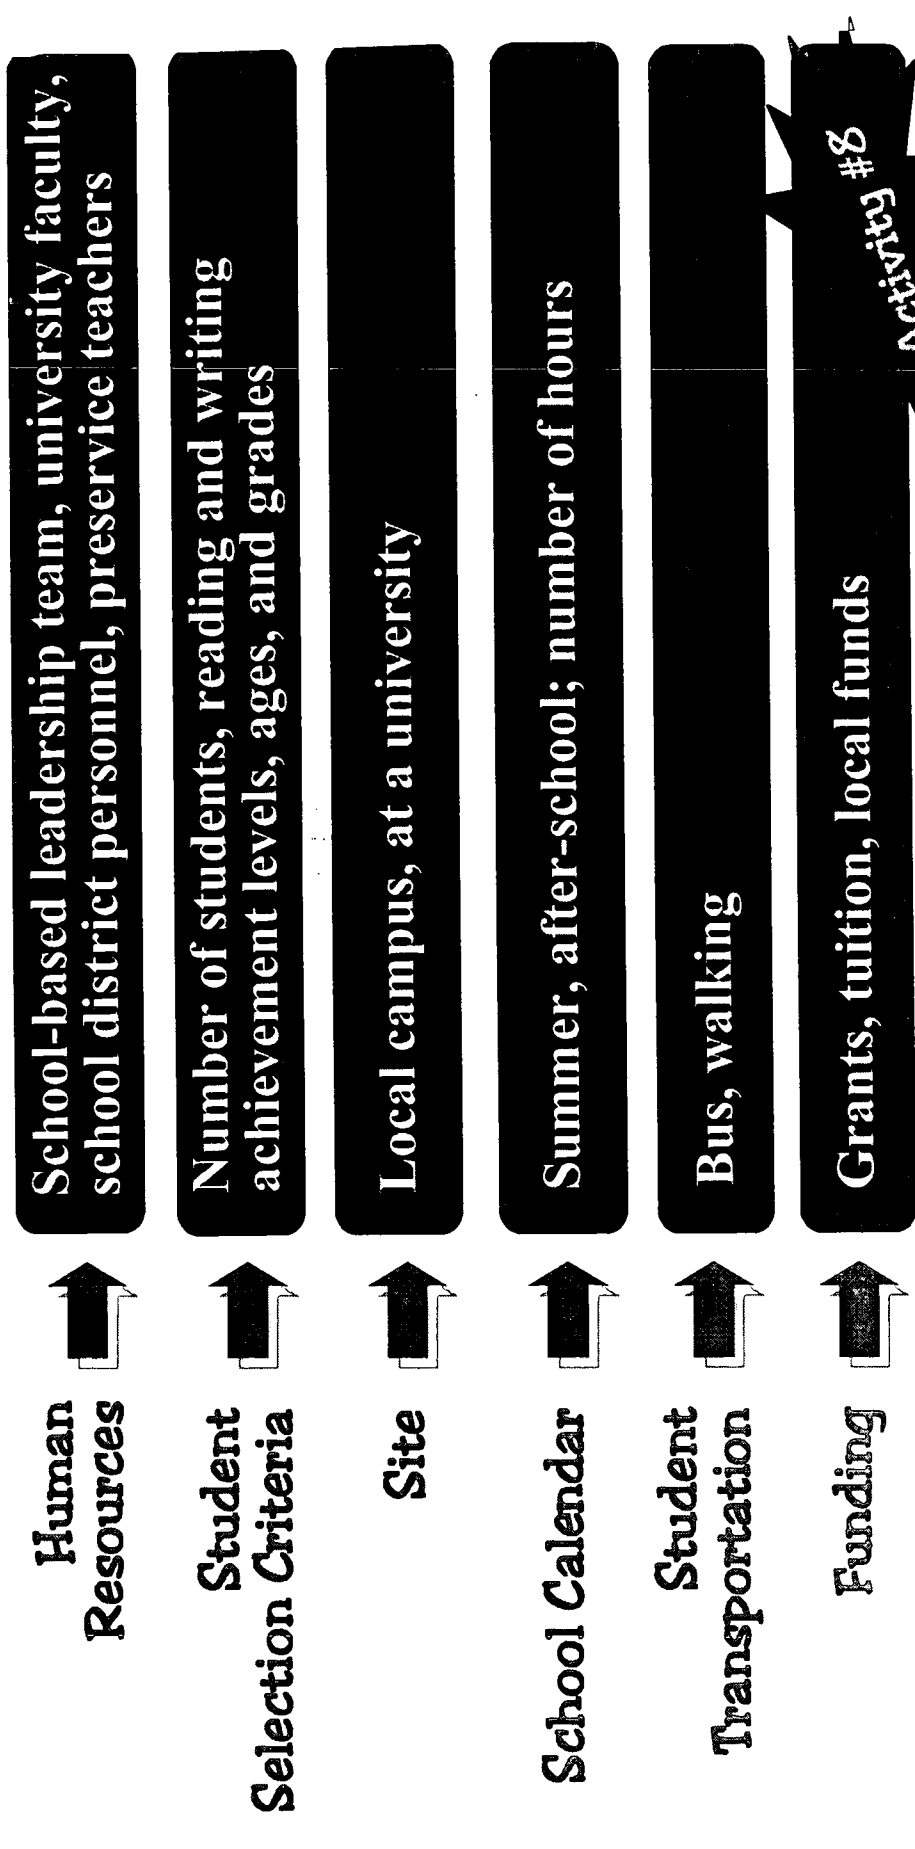 Human
Resources
School-based leadership team, university faculty,
school district personnel, preservice teachers
Student
Selection Criteria
Number of students, reading and writing
achievement levels, ages, and grades
Site
Local campus, at a university
School Calendar
Summer, after-school; number of hours
Student
Transportation
Bus, walking
Funding
Grants, tuition, local funds
Activity #8